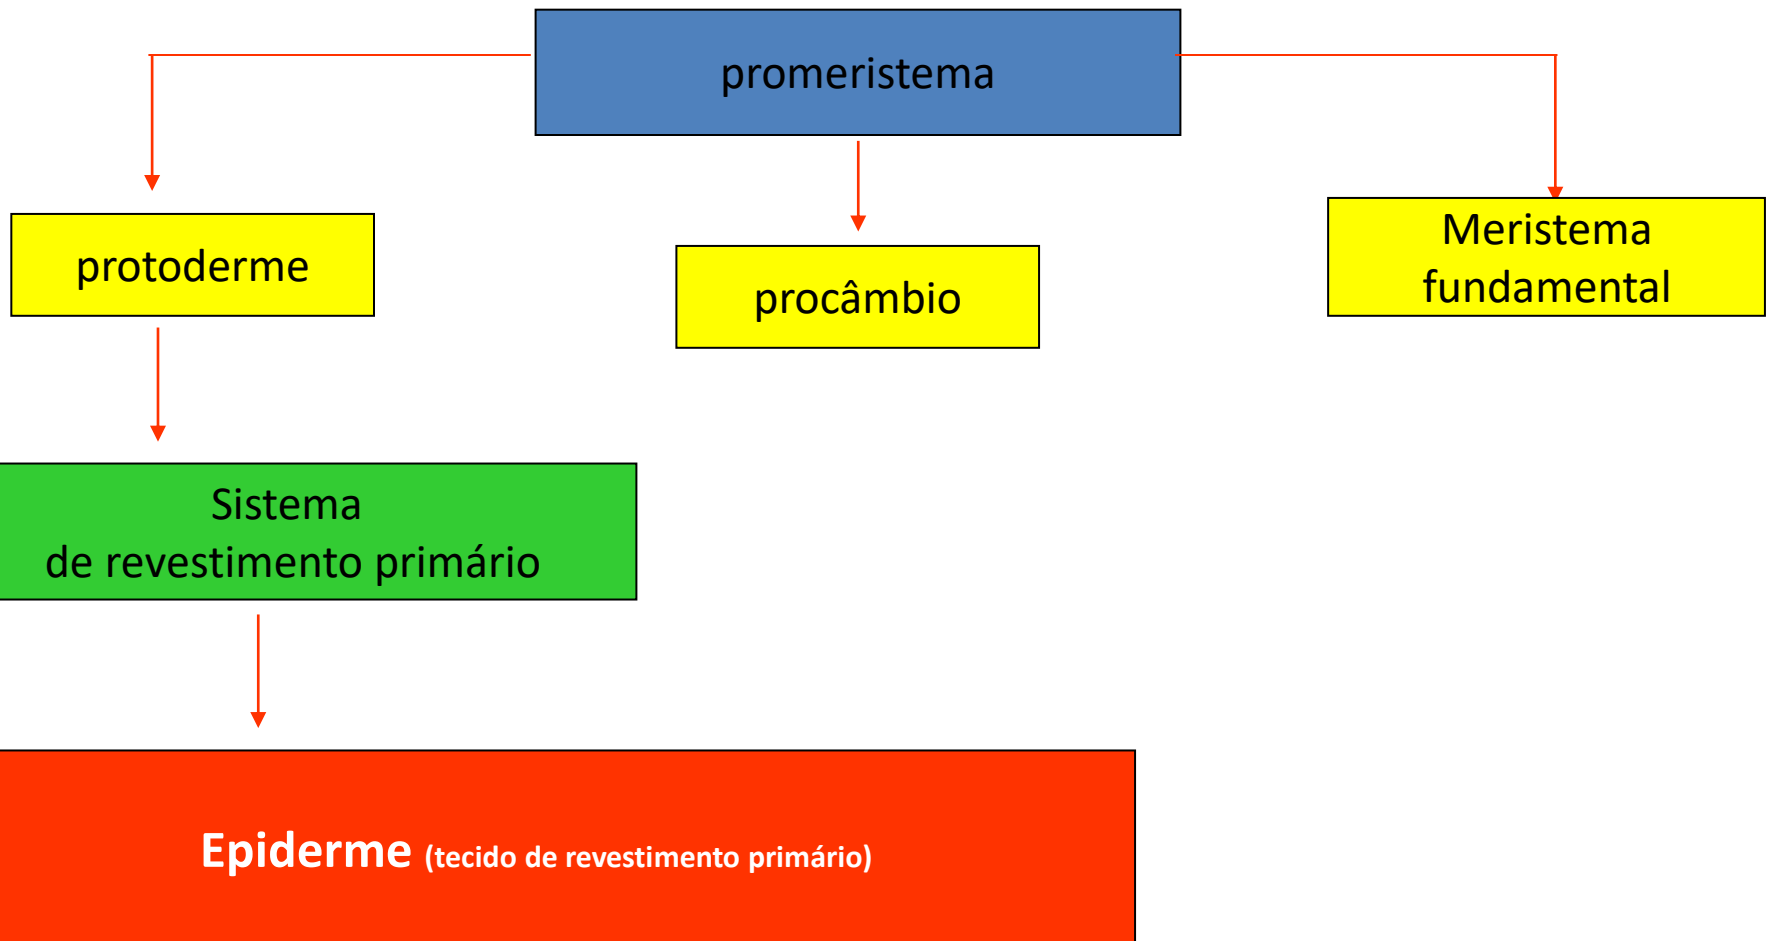 promeristema
protoderme
procâmbio
Meristema
fundamental
Sistema
de revestimento primário
Epiderme (tecido de revestimento primário)